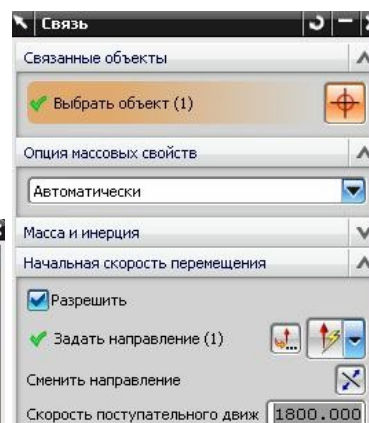 Связь
Связанные объекты
Выбрать объект (1)
Опция массовых свойств
Автоматически
Масса и инерция
Начальная скорость перемещения
Разрешить
Задать направление (1)
Сменить направление
Скорость поступательного движ 1800.000